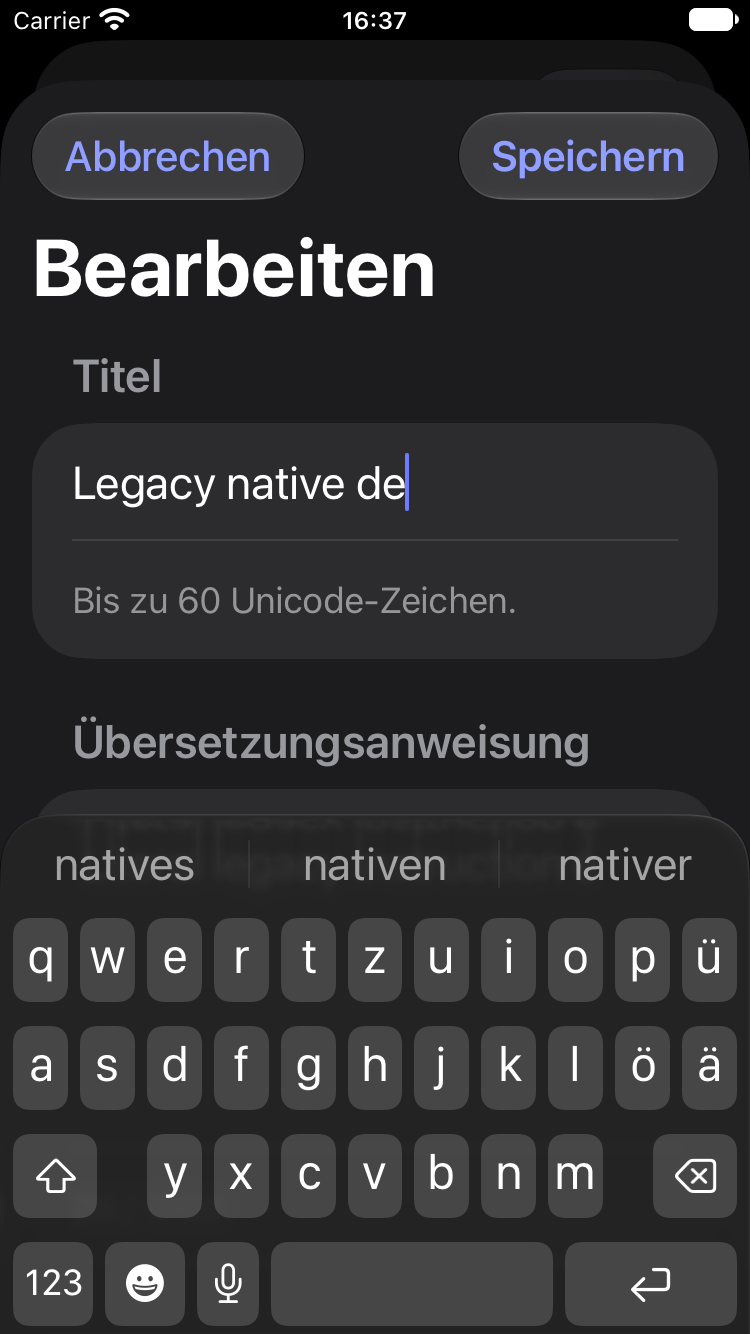 Carrier 16:37
Abbrechen Speichern
Bearbeiten
Titel
Legacy native de
Bis zu 60 Unicode-Zeichen.
Übersetzungsanweisung
natives nativen nativer
q w e r t z u i o p ü
a s d f g h j k l ö ä
y x c v b n m
123